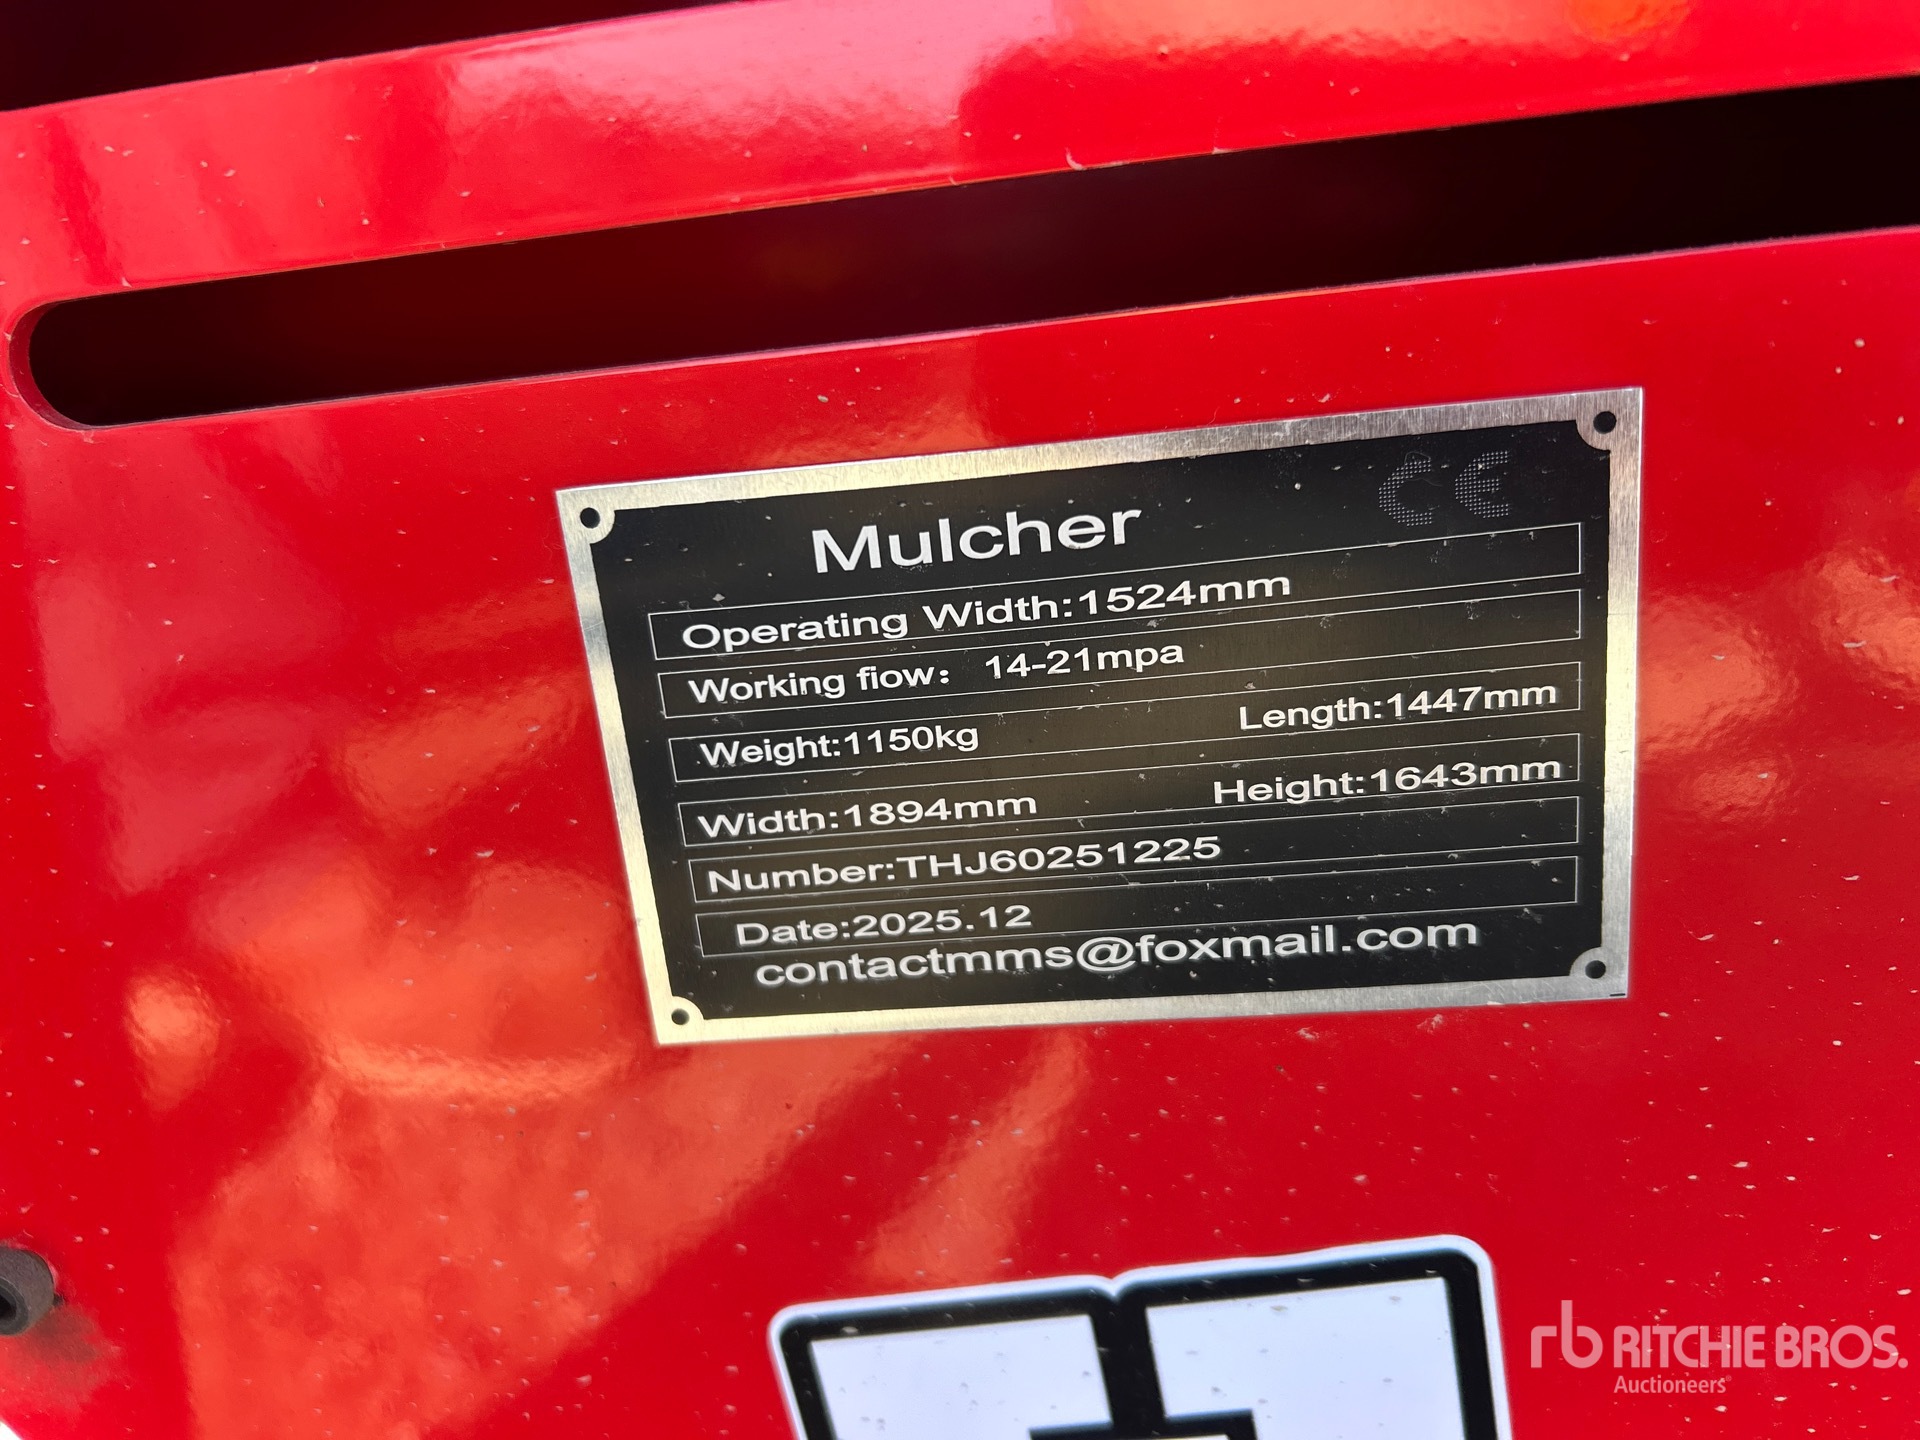 CE
Mulcher
Operating Width:1524mm
Working fiow: 14-21mpa
Weight:1150kg Length:1447mm
Width:1894mm Height:1643mm
Number:THJ60251225
Date:2025.12
contactmms@foxmail.com
rb RITCHIE BROS.
Auctioneers